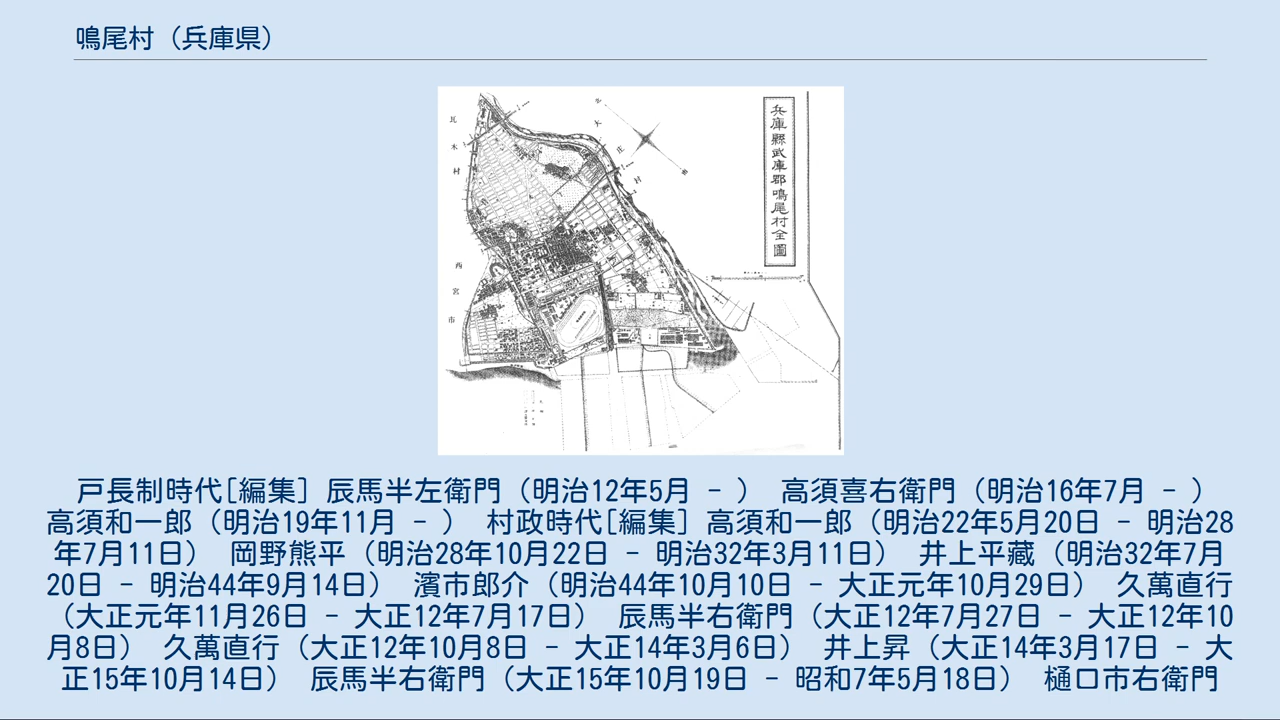 鳴尾村（兵庫県）
兵庫縣武庫郡鳴尾村全圖
瓦木村
大庄村
西宮市
戸長制時代[編集] 辰馬半左衛門（明治12年5月 - ） 高須喜右衛門（明治16年7月 - ）
高須和一郎（明治19年11月 - ） 村政時代[編集] 高須和一郎（明治22年5月20日 - 明治28
年7月11日） 岡野熊平（明治28年10月22日 - 明治32年3月11日） 井上平藏（明治32年7月
20日 - 明治44年9月14日） 濱市郎介（明治44年10月10日 - 大正元年10月29日） 久萬直行
（大正元年11月26日 - 大正12年7月17日） 辰馬半右衛門（大正12年7月27日 - 大正12年10
月8日） 久萬直行（大正12年10月8日 - 大正14年3月6日） 井上昇（大正14年3月17日 - 大
正15年10月14日） 辰馬半右衛門（大正15年10月19日 - 昭和7年5月18日） 樋口市右衛門